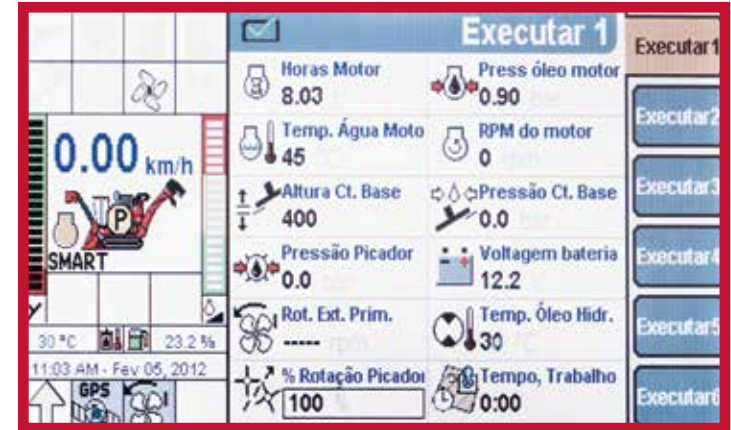 Executar 1
Executar1
Horas Motor
8.03
Press óleo motor
0.90
Executar2
Temp. Água Moto
45
RPM do motor
0
0.00 km/h
Altura Ct. Base
400
Pressão Ct. Base
0.0
Executar3
P
SMART
Pressão Picador
0.0
Voltagem bateria
12.2
Executar4
Rot. Ext. Prim.
-----
rpm
Temp. Óleo Hidr.
30
°C
Executar5
30 °C
23.2 %
11:03 AM - Fev 05, 2012
% Rotação Picador
100
Tempo, Trabalho
0:00
Executar6
GPS